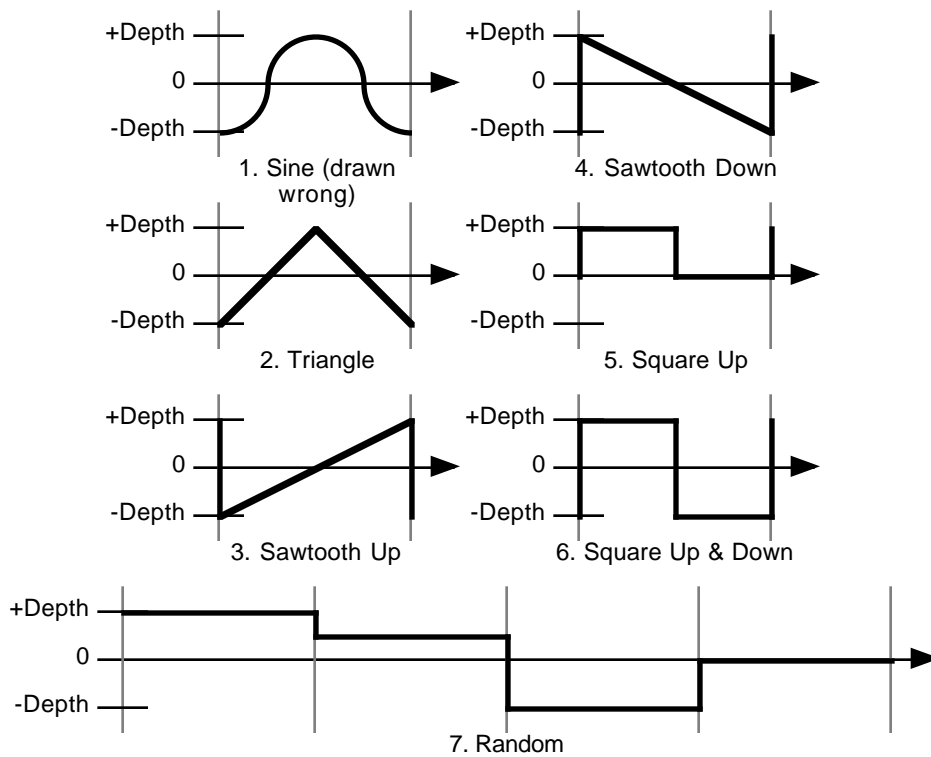 +Depth
0
-Depth
1. Sine (drawn
wrong)
+Depth
0
-Depth
4. Sawtooth Down
+Depth
0
-Depth
2. Triangle
+Depth
0
-Depth
5. Square Up
+Depth
0
-Depth
3. Sawtooth Up
+Depth
0
-Depth
6. Square Up & Down
+Depth
0
-Depth
7. Random